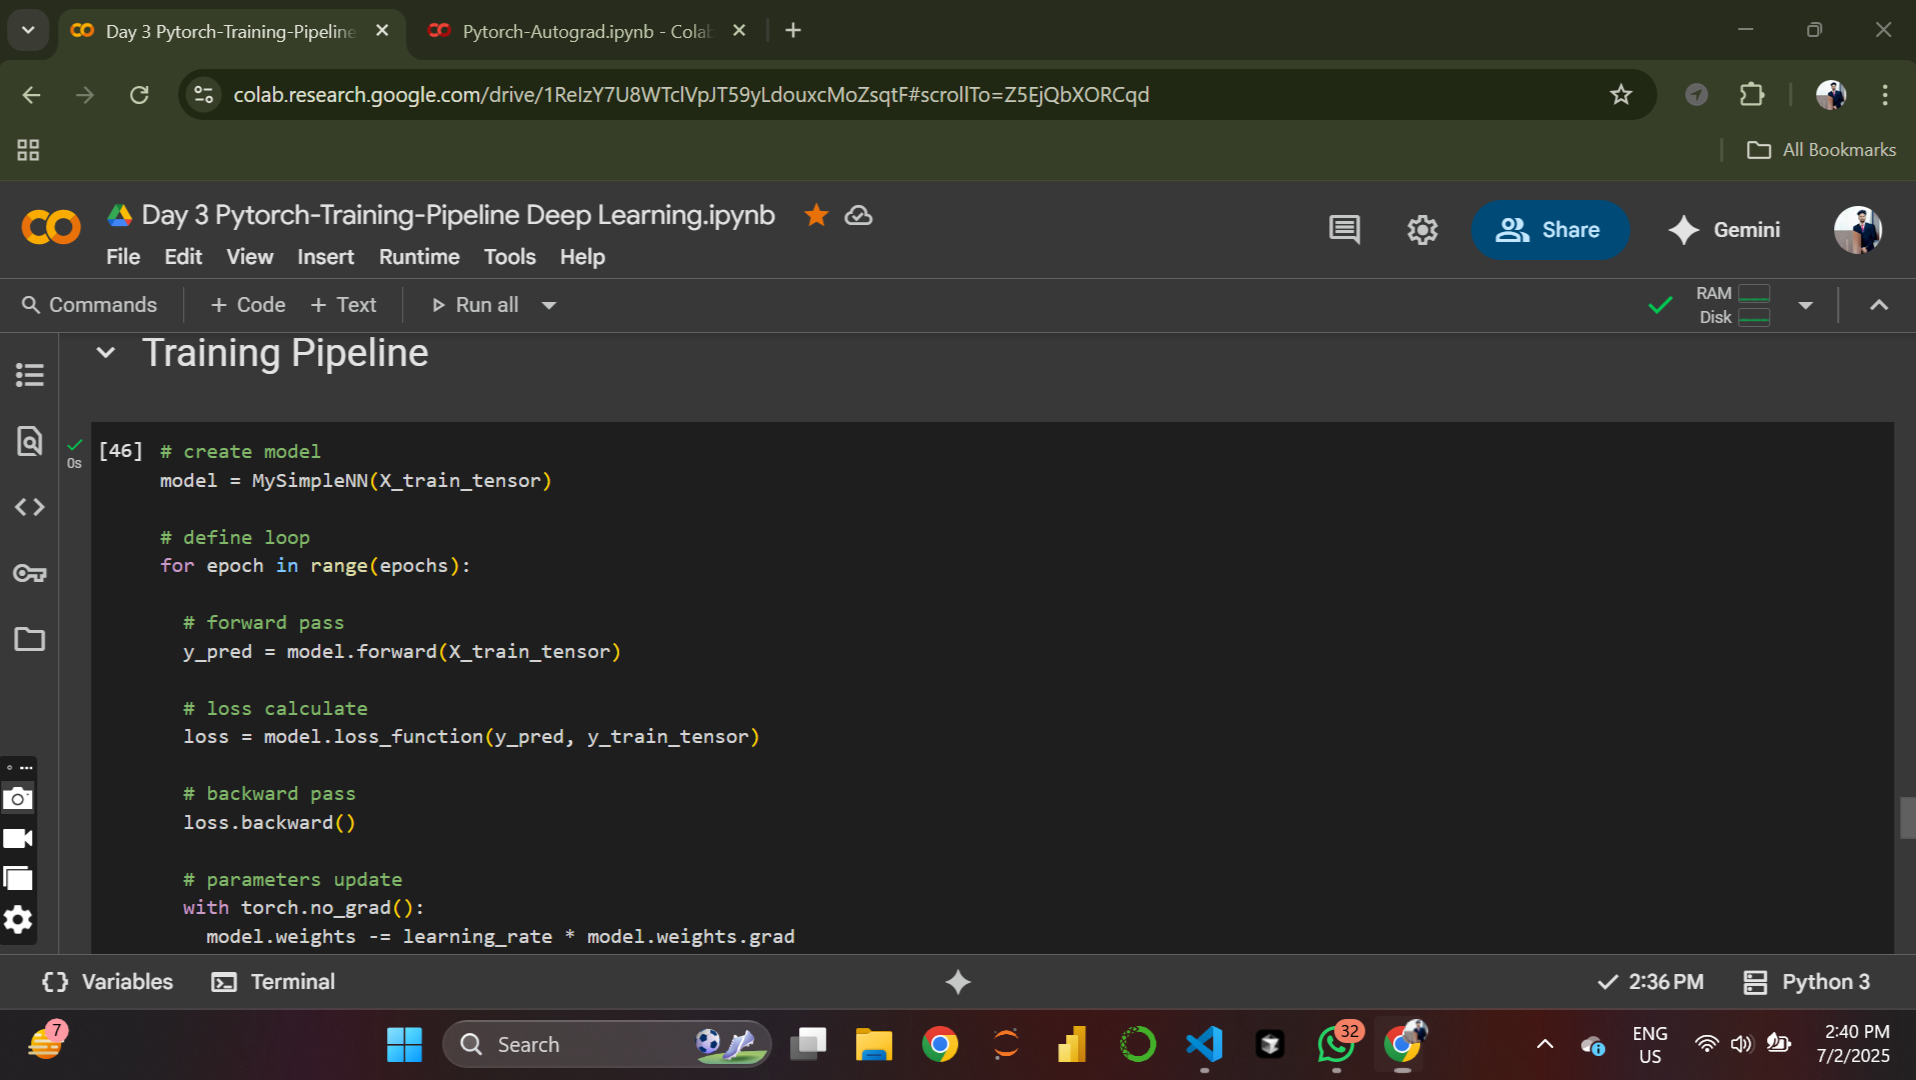 Day 3 Pytorch-Training-Pipeline
Pytorch-Autograd.ipynb - Colab
colab.research.google.com/drive/1ReIzY7U8WTclVpJT59yLdouxcMoZsqtF#scrollTo=Z5EjQbXORCqd
All Bookmarks
Day 3 Pytorch-Training-Pipeline Deep Learning.ipynb
Share
Gemini
File Edit View Insert Runtime Tools Help
Commands + Code + Text Run all
RAM
Disk
Training Pipeline
[46] # create model
0s
model = MySimpleNN(X_train_tensor)
# define loop
for epoch in range(epochs):
# forward pass
y_pred = model.forward(X_train_tensor)
# loss calculate
loss = model.loss_function(y_pred, y_train_tensor)
# backward pass
loss.backward()
# parameters update
with torch.no_grad():
model.weights -= learning_rate * model.weights.grad
{} Variables Terminal
2:36 PM
Python 3
7
Search
32
ENG
US
2:40 PM
7/2/2025